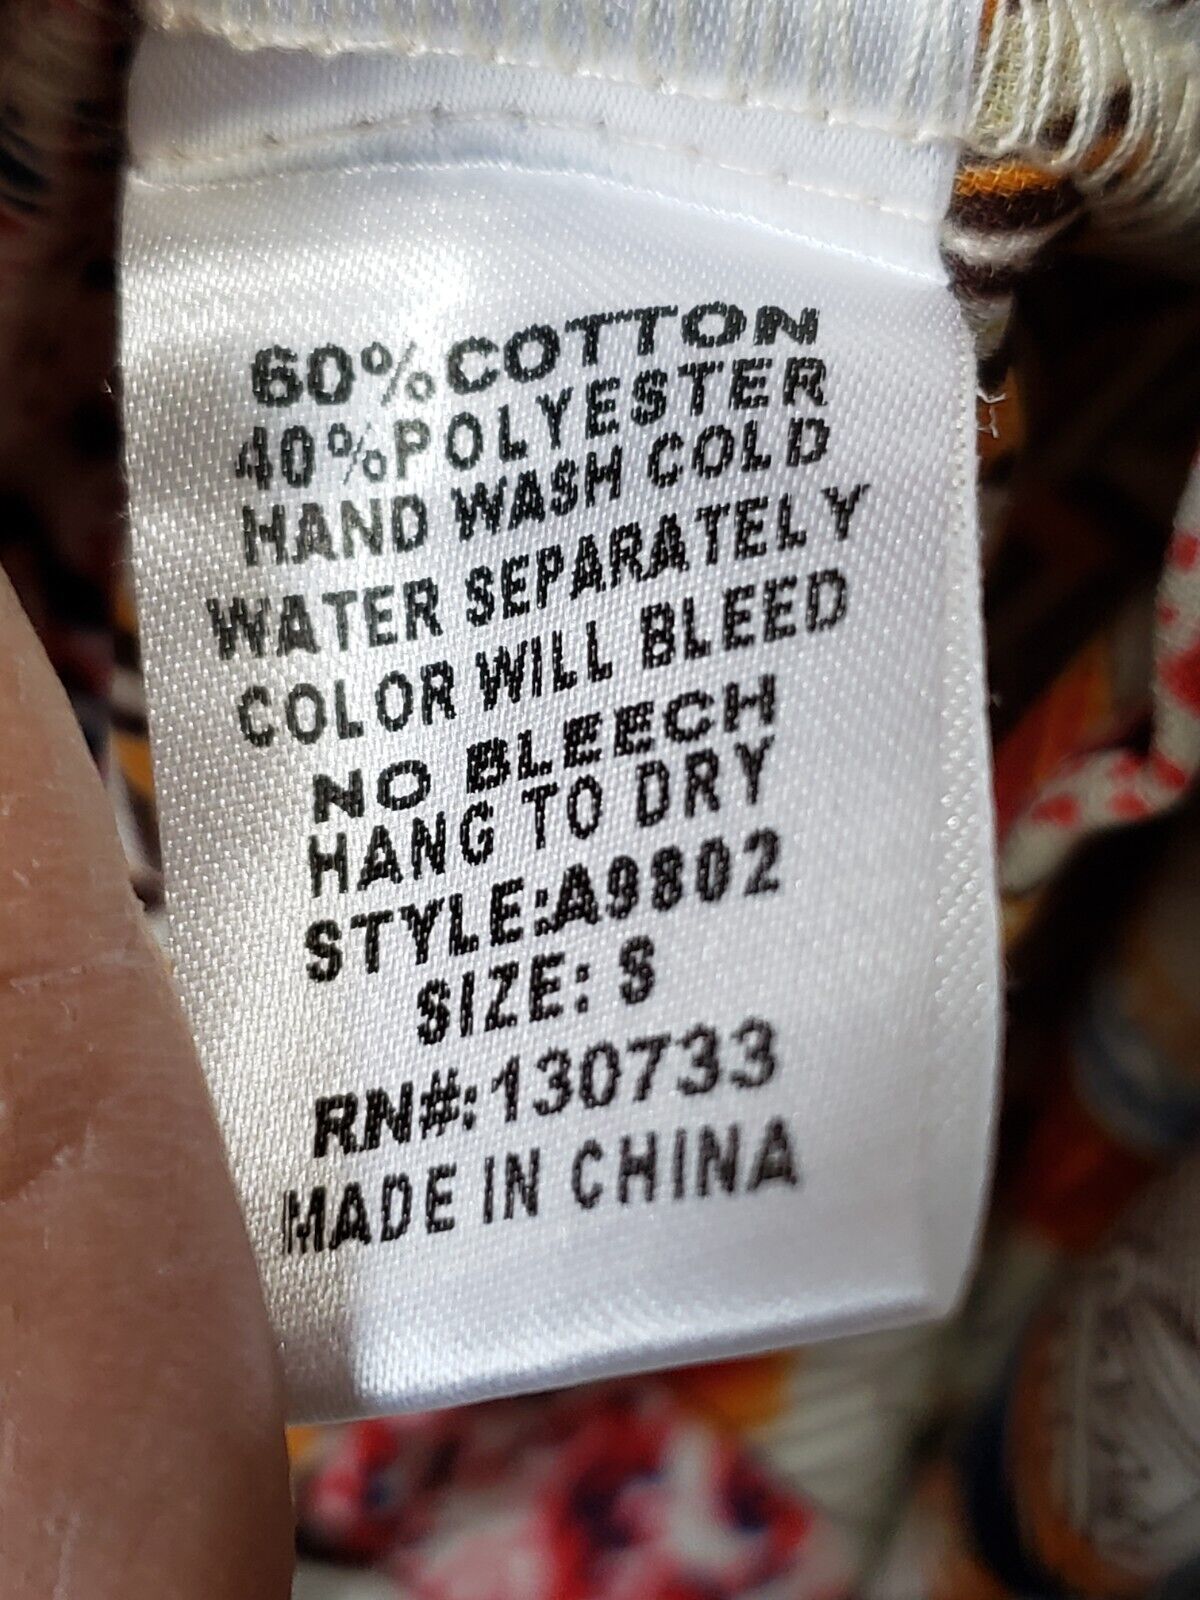 60%COTTON
40%POLYESTER
HAND WASH COLD
WATER SEPARATELY
COLOR WILL BLEED
NO BLEECH
HANG TO DRY
STYLE:A9802
SIZE: S
RN#:130733
MADE IN CHINA